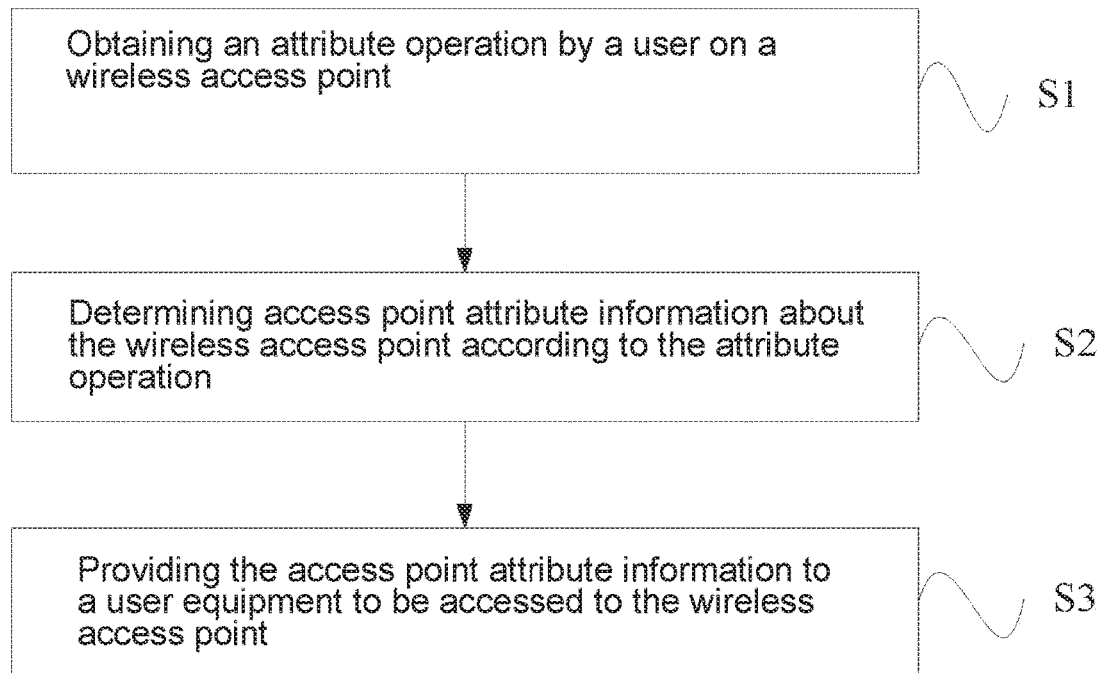 Obtaining an attribute operation by a user on a
wireless access point
S1
Determining access point attribute information about
the wireless access point according to the attribute
operation
S2
Providing the access point attribute information to
a user equipment to be accessed to the wireless
access point
S3